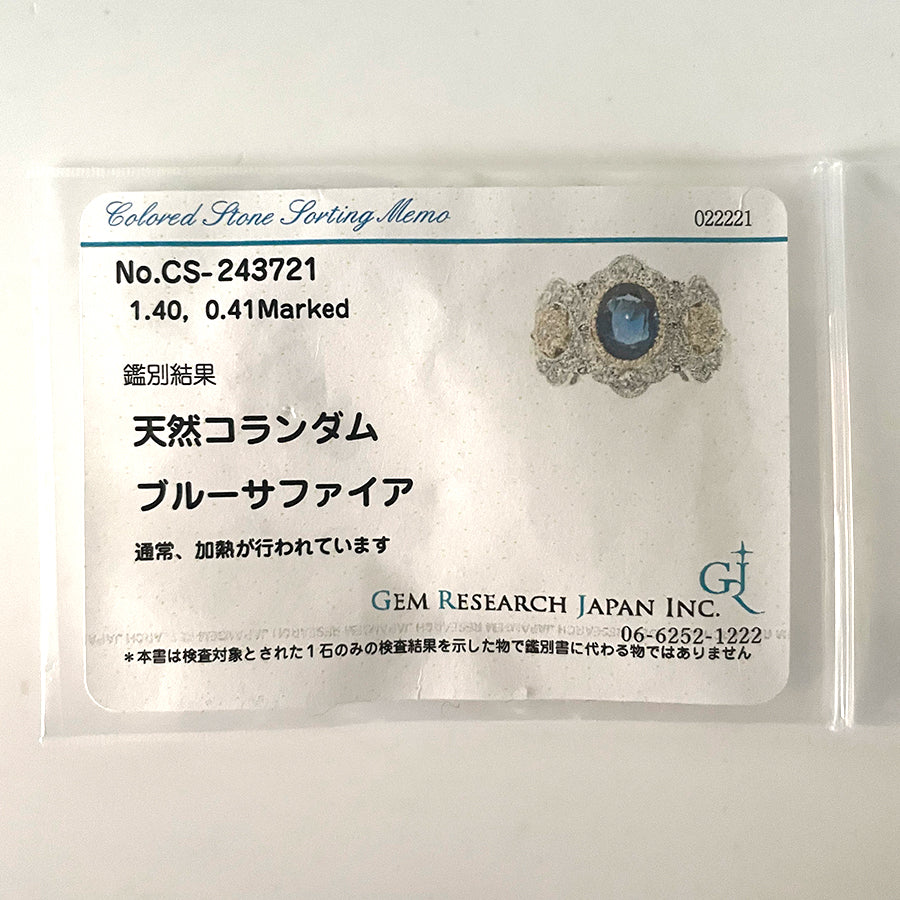 Colored Stone Sorting Memo
022221
No.CS-243721
1.40, 0.41Marked
鑑別結果
天然コランダム
ブルーサファイア
通常、加熱が行われています
GJR
GEM RESEARCH JAPAN INC.
06-6252-1222
＊本書は検査対象とされた１石のみの検査結果を示した物で鑑別書に代わる物ではありません